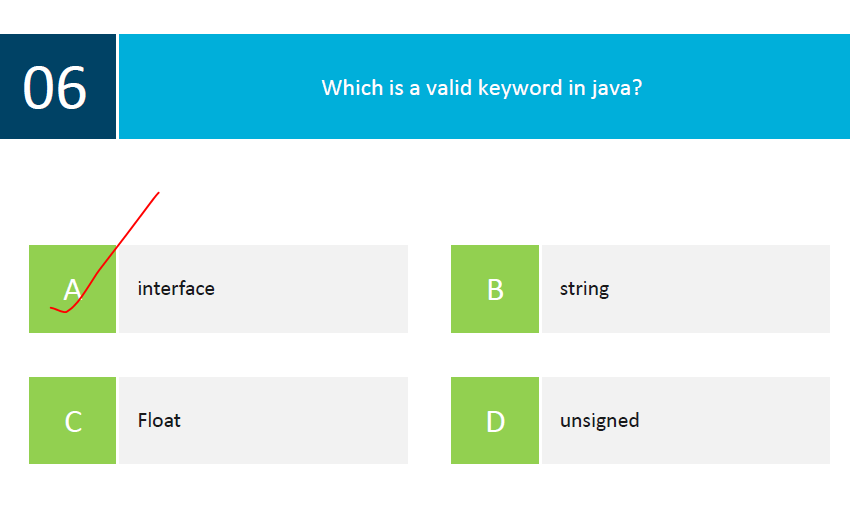 06
Which is a valid keyword in java?
A
interface
B
string
C
Float
D
unsigned